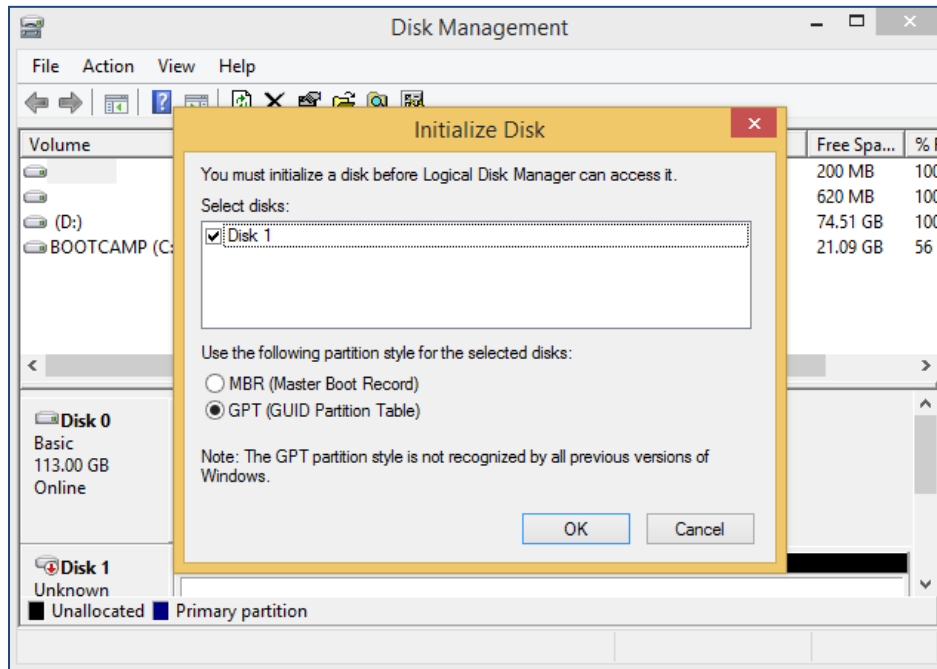 Disk Management
File Action View Help
Volume Free Spa... %
200 MB 100
620 MB 100
(D:) 74.51 GB 100
BOOTCAMP (C: 21.09 GB 56
Initialize Disk
You must initialize a disk before Logical Disk Manager can access it.
Select disks:
Disk 1
Use the following partition style for the selected disks:
MBR (Master Boot Record)
GPT (GUID Partition Table)
Note: The GPT partition style is not recognized by all previous versions of
Windows.
OK Cancel
Disk 0
Basic
113.00 GB
Online
Disk 1
Unknown
Unallocated Primary partition